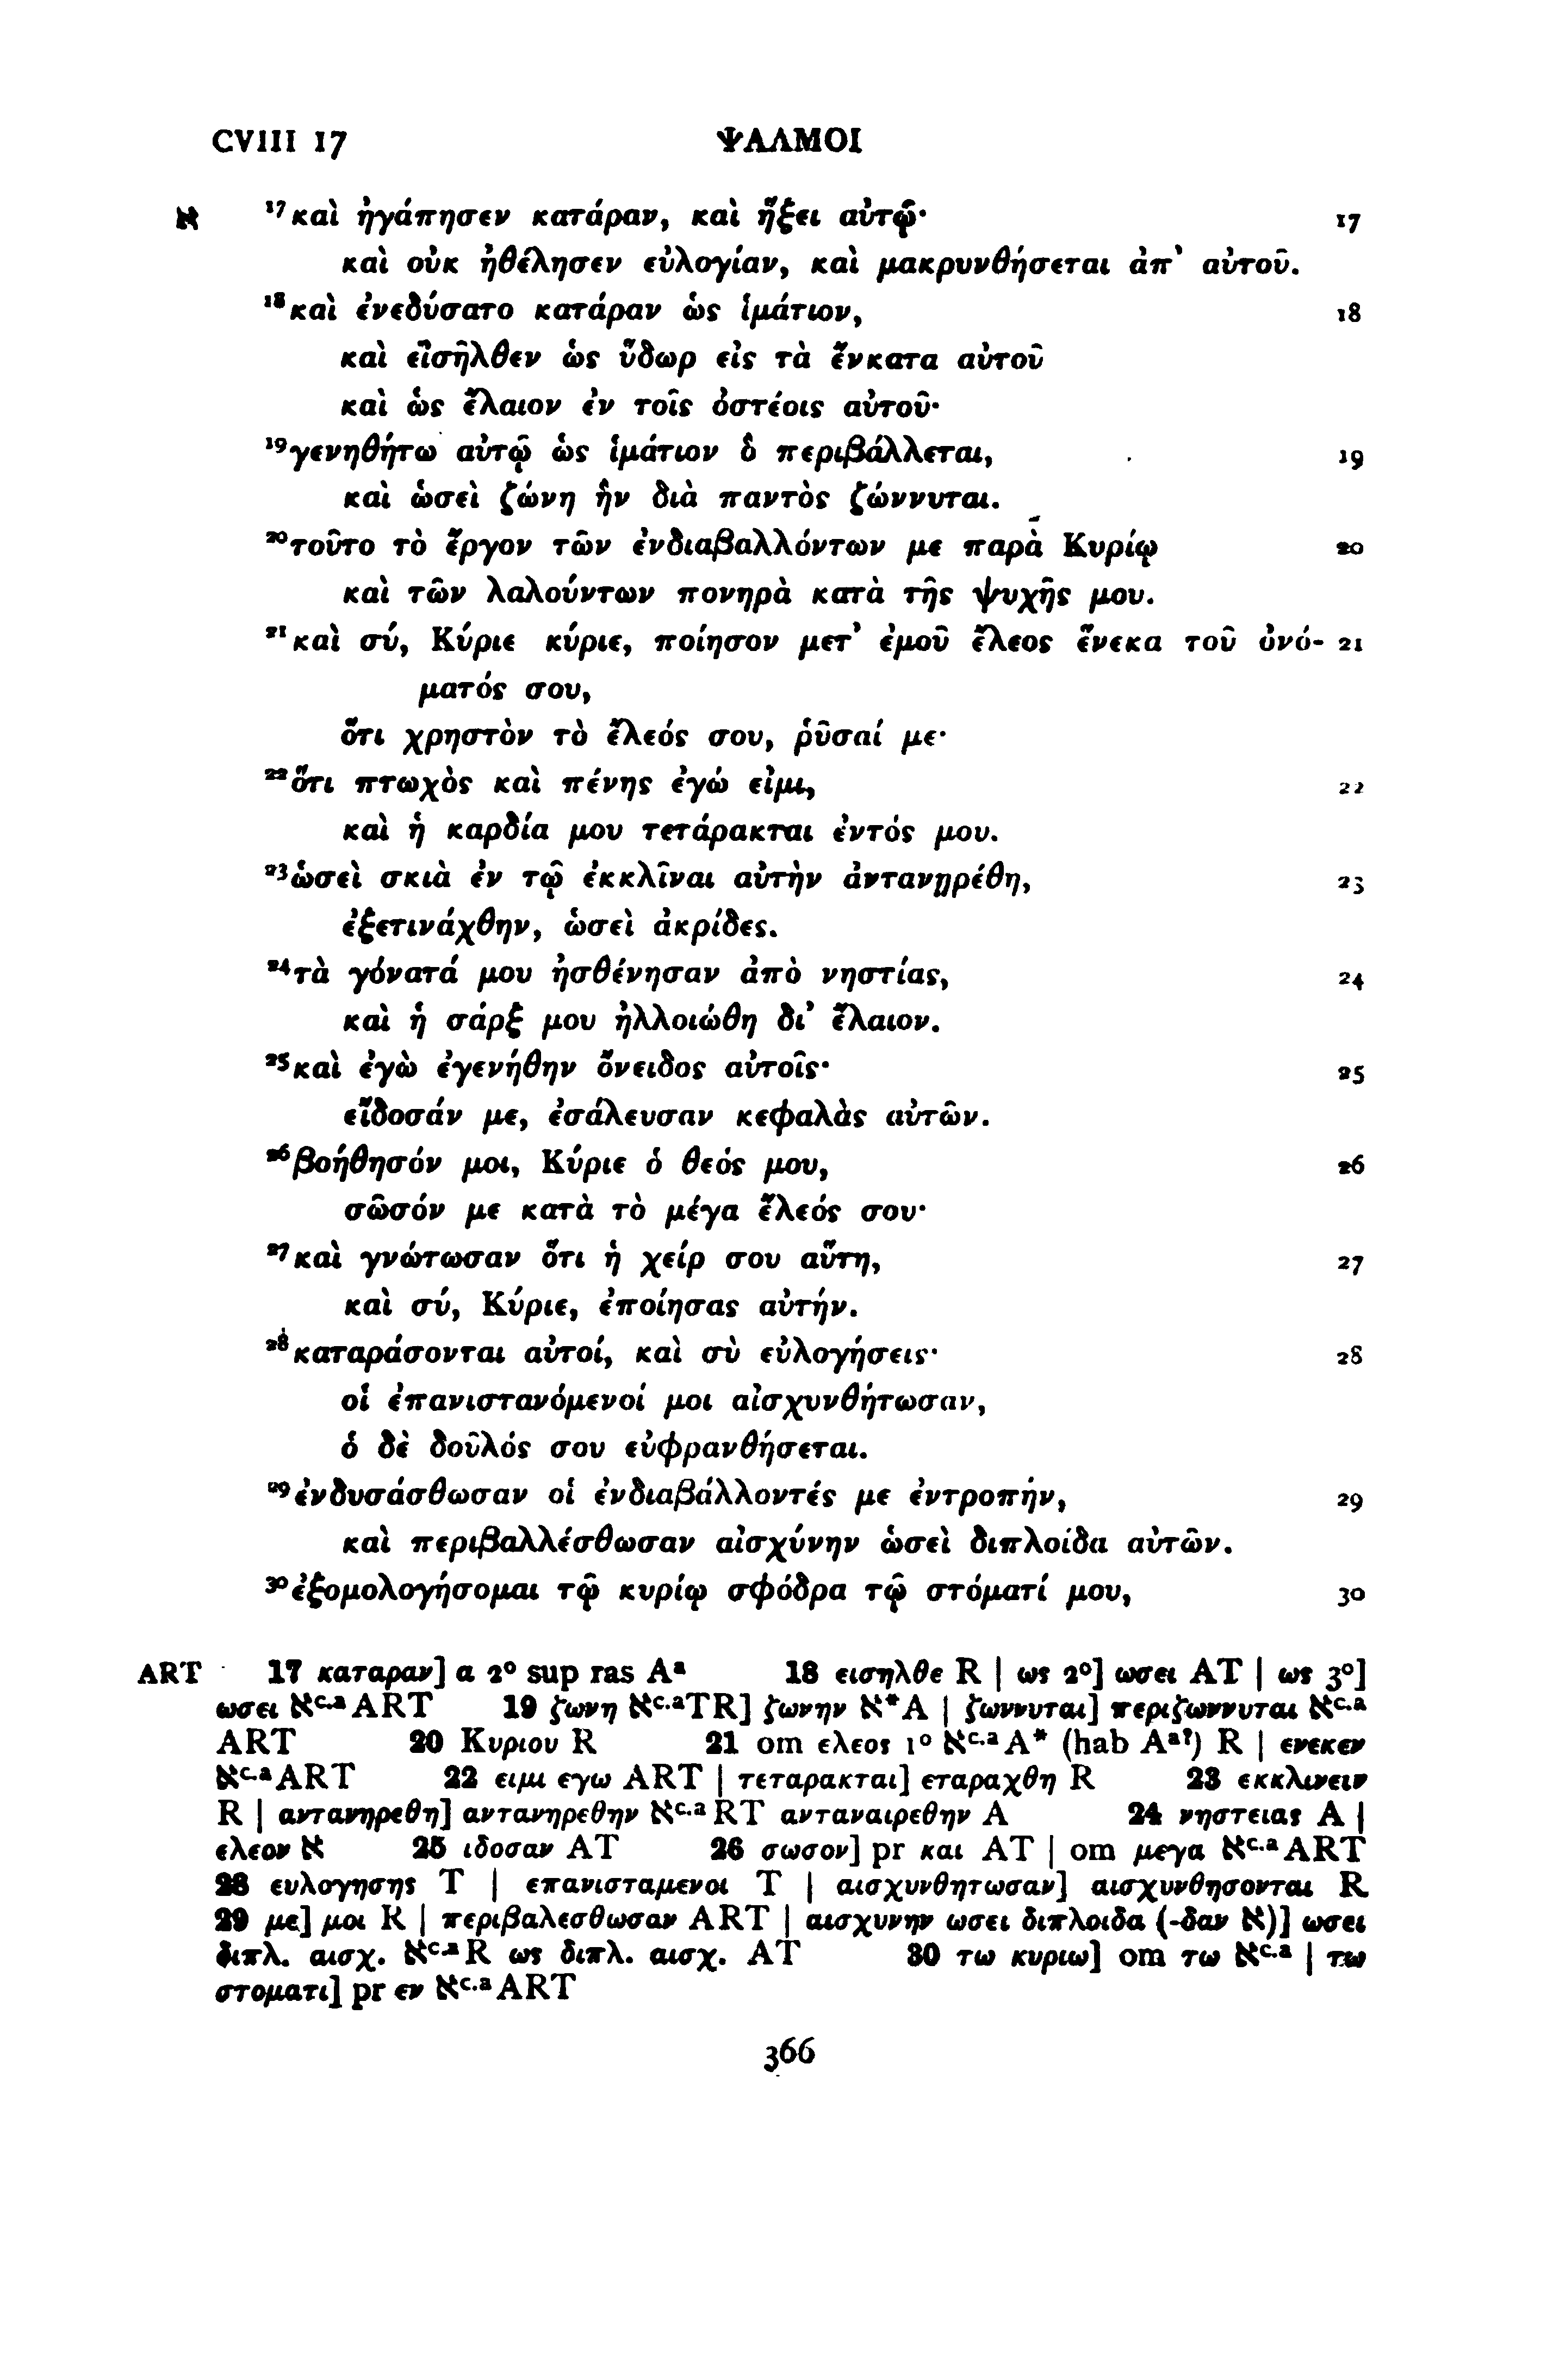 CVIII 17 ΨΑΛΜΟΙ
א ¹⁷καὶ ἠγάπησεν κατάραν, καὶ ἥξει αὐτῷ· 17
καὶ οὐκ ἠθέλησεν εὐλογίαν, καὶ μακρυνθήσεται ἀπ᾽ αὐτοῦ.
¹⁸καὶ ἐνεδύσατο κατάραν ὡς ἱμάτιον, 18
καὶ εἰσῆλθεν ὡς ὕδωρ εἰς τὰ ἔνκατα αὐτοῦ
καὶ ὡς ἔλαιον ἐν τοῖς ὀστέοις αὐτοῦ·
¹⁹γενηθήτω αὐτῷ ὡς ἱμάτιον ὃ περιβάλλεται, 19
καὶ ὡσεὶ ζώνη ἣν διὰ παντὸς ζώννυται.
²⁰τοῦτο τὸ ἔργον τῶν ἐνδιαβαλλόντων με παρὰ Κυρίῳ 20
καὶ τῶν λαλούντων πονηρὰ κατὰ τῆς ψυχῆς μου.
²¹καὶ σύ, Κύριε κύριε, ποίησον μετ᾽ ἐμοῦ ἔλεος ἕνεκα τοῦ ὀνό- 21
ματός σου,
ὅτι χρηστὸν τὸ ἔλεός σου, ῥῦσαί με·
²²ὅτι πτωχὸς καὶ πένης ἐγώ εἰμι, 22
καὶ ἡ καρδία μου τετάρακται ἐντός μου.
²³ὡσεὶ σκιὰ ἐν τῷ ἐκκλῖναι αὐτὴν ἀντανῃρέθη, 23
ἐξετινάχθην, ὡσεὶ ἀκρίδες.
²⁴τὰ γόνατά μου ἠσθένησαν ἀπὸ νηστίας, 24
καὶ ἡ σάρξ μου ἠλλοιώθη δι᾽ ἔλαιον.
²⁵καὶ ἐγὼ ἐγενήθην ὄνειδος αὐτοῖς· 25
εἴδοσάν με, ἐσάλευσαν κεφαλὰς αὐτῶν.
²⁶βοήθησόν μοι, Κύριε ὁ θεός μου, 26
σῶσόν με κατὰ τὸ μέγα ἔλεός σου·
²⁷καὶ γνώτωσαν ὅτι ἡ χείρ σου αὕτη, 27
καὶ σύ, Κύριε, ἐποίησας αὐτήν.
²⁸καταράσονται αὐτοί, καὶ σὺ εὐλογήσεις· 28
οἱ ἐπανιστανόμενοί μοι αἰσχυνθήτωσαν,
ὁ δὲ δοῦλός σου εὐφρανθήσεται.
²⁹ἐνδυσάσθωσαν οἱ ἐνδιαβάλλοντές με ἐντροπήν, 29
καὶ περιβαλλέσθωσαν αἰσχύνην ὡσεὶ διπλοίδα αὐτῶν.
³⁰ἐξομολογήσομαι τῷ κυρίῳ σφόδρα τῷ στόματί μου, 30
ART 17 καταραν] α 2° sup ras Aᵃ 18 εισηλθε R | ως 2°] ωσει AT | ως 3°]
ωσει אᶜ·ᵃART 19 ζωνη אᶜ·ᵃTR] ζωνην א*A | ζωννυται] περιζωννυται אᶜ·ᵃ
ART 20 Κυριου R 21 om ελεος 1° אᶜ·ᵃA* (hab Aᵃ?) R | ενεκεν
אᶜ·ᵃART 22 ειμι εγω ART | τεταρακται] εταραχθη R 23 εκκλινειν
R | αντανηρεθη] αντανηρεθην אᶜ·ᵃRT ανταναιρεθην A 24 νηστειας A |
ελεον א 25 ιδοσαν AT 26 σωσον] pr και AT | om μεγα אᶜ·ᵃART
28 ευλογησης T | επανισταμενοι T | αισχυνθητωσαν] αισχυνθησονται R
29 με] μοι R | περιβαλεσθωσαν ART | αισχυνην ωσει διπλοιδα (-δαν א)] ωσει
διπλ. αισχ. אᶜ·ᵃR ως διπλ. αισχ. AT 30 τω κυριω] om τω אᶜ·ᵃ | τω
στοματι] pr εν אᶜ·ᵃART
366